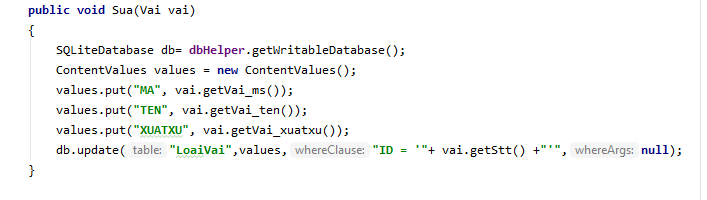 public void Sua(Vai vai)
{
SQLiteDatabase db= dbHelper.getWritableDatabase();
ContentValues values = new ContentValues();
values.put("MA", vai.getVai_ms());
values.put("TEN", vai.getVai_ten());
values.put("XUATXU", vai.getVai_xuatxu());
db.update( table: "LoaiVai",values, whereClause: "ID = '"+ vai.getStt() +"'", whereArgs: null);
}